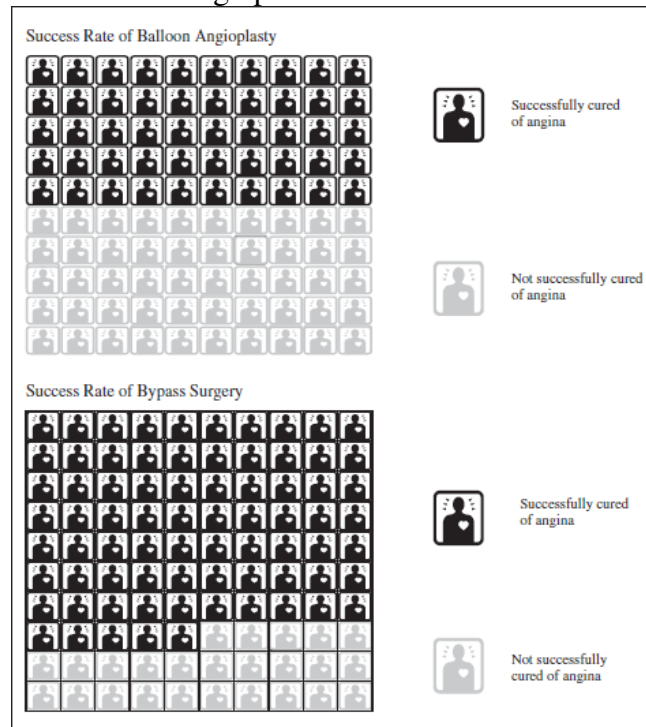 Success Rate of Balloon Angioplasty
Successfully cured
of angina
Not successfully cured
of angina
Success Rate of Bypass Surgery
Successfully cured
of angina
Not successfully
cured of angina